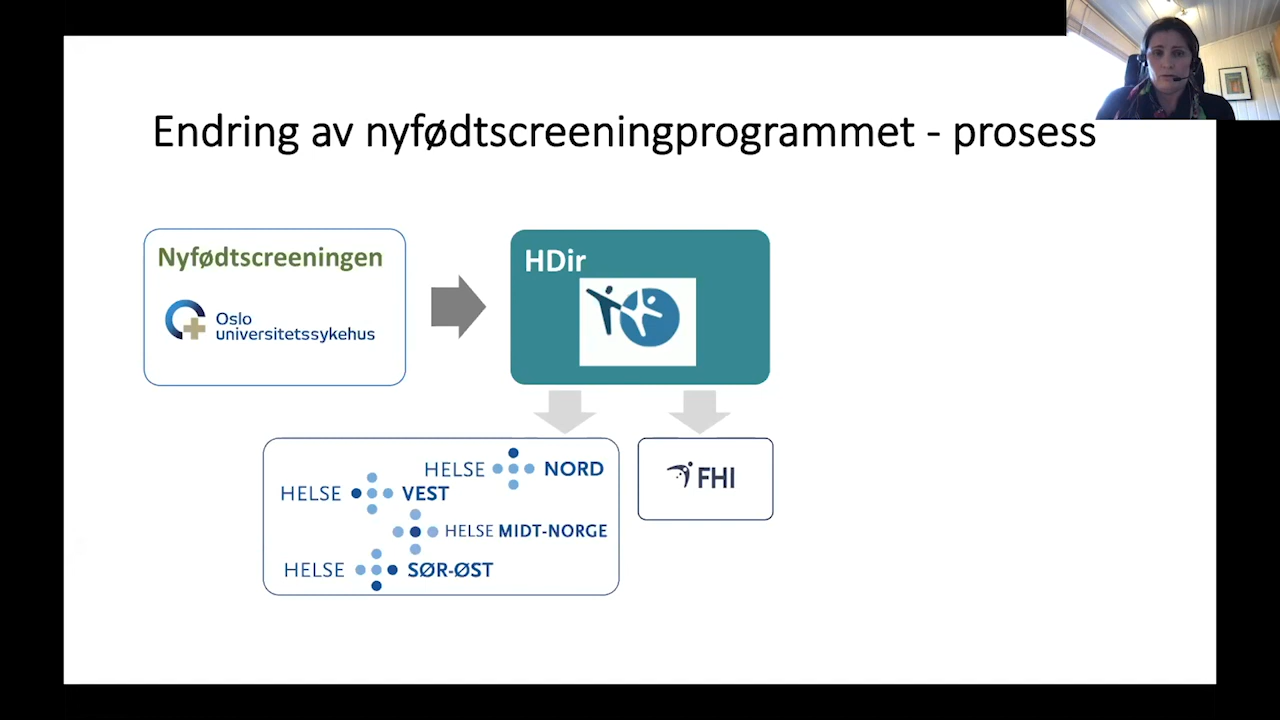 Endring av nyfødtscreeningprogrammet - prosess
Nyfødtscreeningen
Oslo
universitetssykehus
HDir
HELSE NORD
HELSE VEST
HELSE MIDT-NORGE
HELSE SØR-ØST
FHI